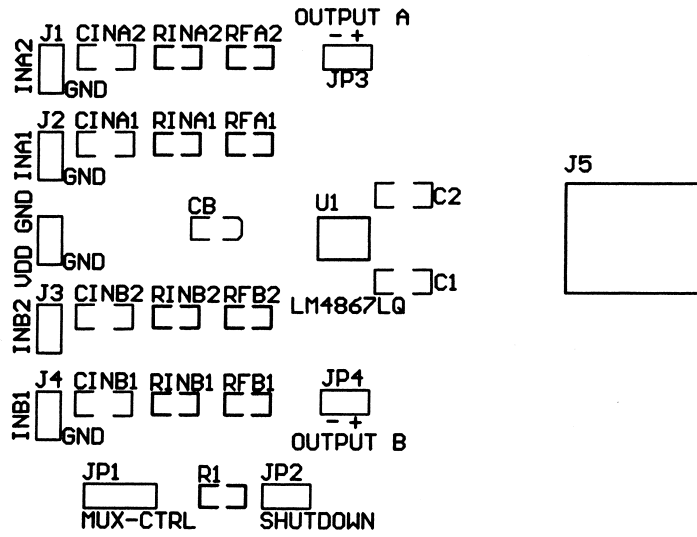 OUTPUT A
- +
J1 CINA2 RINA2 RFA2
INA2
GND
JP3
J2 CINA1 RINA1 RFA1
INA1
GND
J5
CB
U1
C2
VDD GND
GND
C1
LM4867LQ
J3 CINB2 RINB2 RFB2
INB2
J4 CINB1 RINB1 RFB1
JP4
INB1
GND
- +
OUTPUT B
JP1 R1 JP2
MUX-CTRL SHUTDOWN